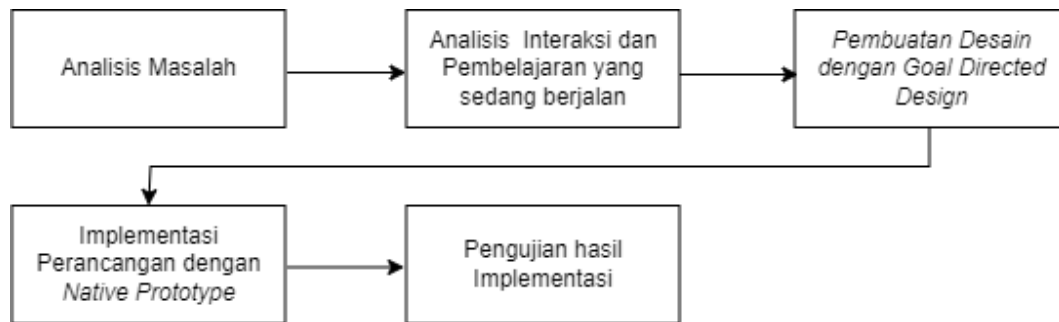 Analisis Masalah
Analisis Interaksi dan
Pembelajaran yang
sedang berjalan
Pembuatan Desain
dengan Goal Directed
Design
Implementasi
Perancangan dengan
Native Prototype
Pengujian hasil
Implementasi